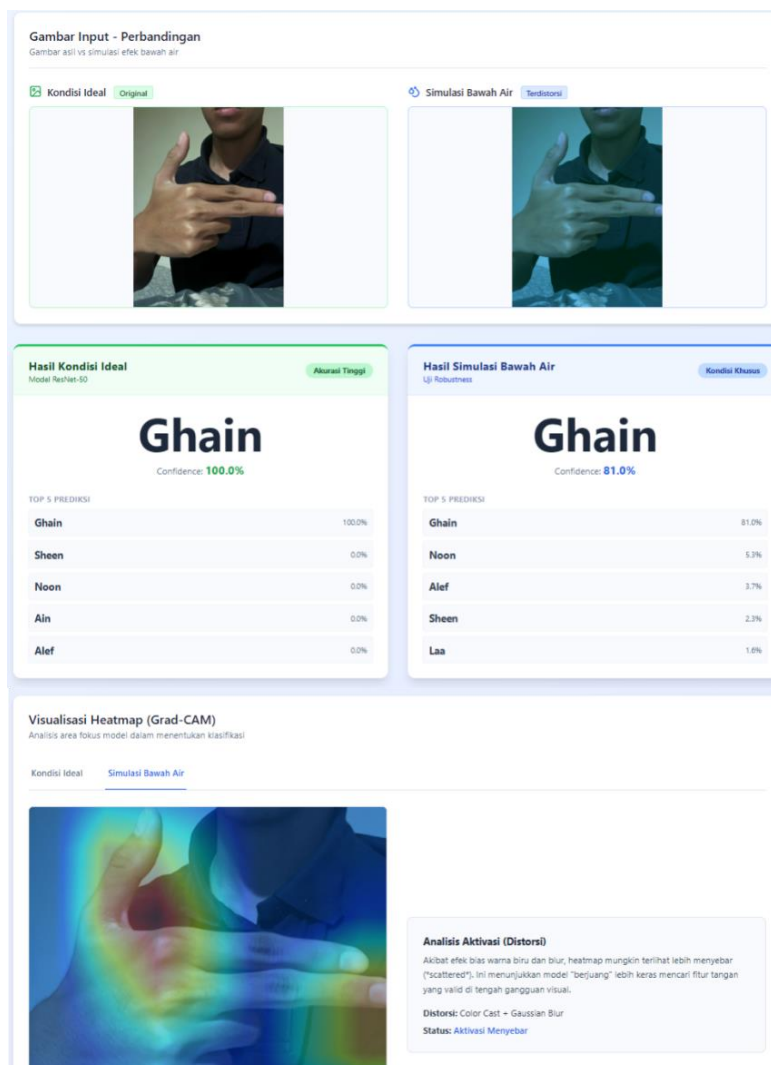 Gambar Input - Perbandingan
Gambar asli vs simulasi efek bawah air
Kondisi Ideal Original
Simulasi Bawah Air Terdistorsi
Hasil Kondisi Ideal
Model ResNet-50
Akurasi Tinggi
Ghain
Confidence: 100.0%
TOP 5 PREDIKSI
Ghain 100.0%
Sheen 0.0%
Noon 0.0%
Ain 0.0%
Alef 0.0%
Hasil Simulasi Bawah Air
Uji Robustness
Kondisi Khusus
Ghain
Confidence: 81.0%
TOP 5 PREDIKSI
Ghain 81.0%
Noon 5.3%
Alef 3.7%
Sheen 2.3%
Laa 1.6%
Visualisasi Heatmap (Grad-CAM)
Analisis area fokus model dalam menentukan klasifikasi
Kondisi Ideal Simulasi Bawah Air
Analisis Aktivasi (Distorsi)
Akibat efek bias warna biru dan blur, heatmap mungkin terlihat lebih menyebar
("scattered"). Ini menunjukkan model "berjuang" lebih keras mencari fitur tangan
yang valid di tengah gangguan visual.
Distorsi: Color Cast + Gaussian Blur
Status: Aktivasi Menyebar